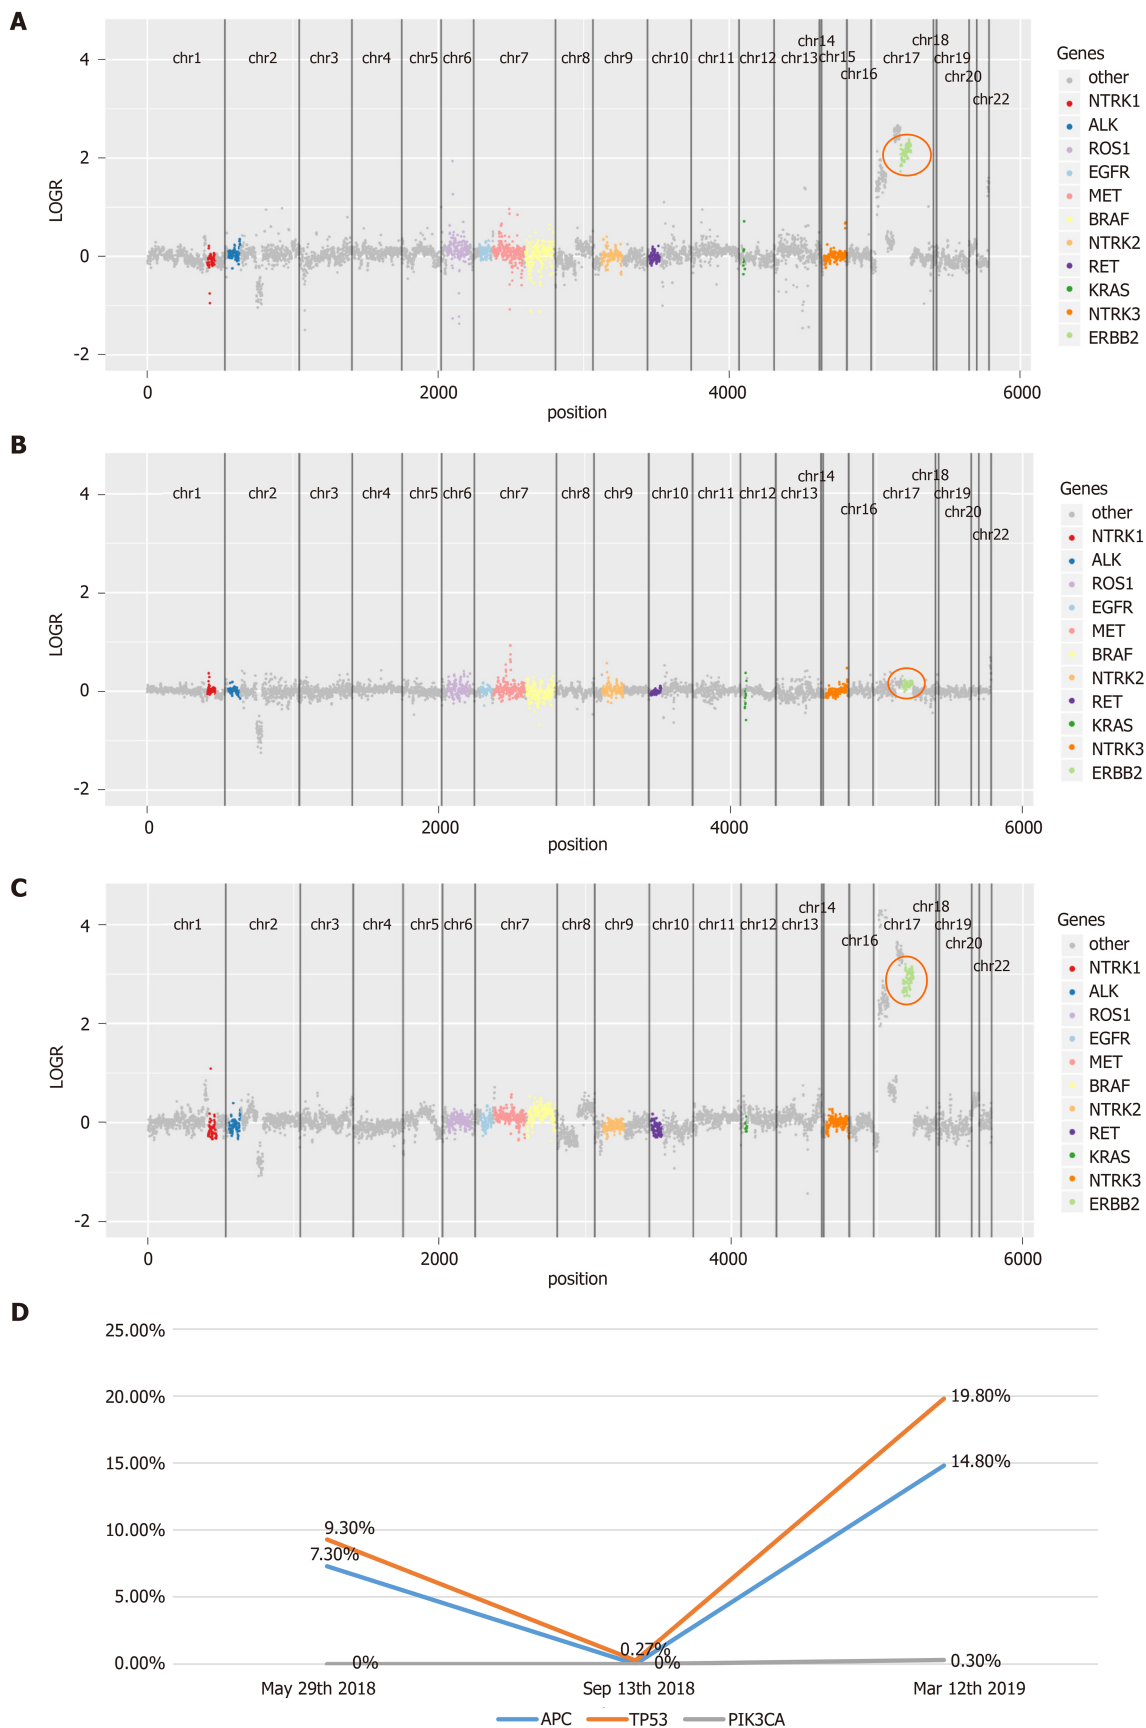 A
4
2
0
-2
LOGR
chr1
chr2
chr3
chr4
chr5
chr6
chr7
chr8
chr9
chr10
chr11
chr12
chr13
chr14
chr15
chr16
chr17
chr18
chr19
chr20
chr22
0
2000
4000
6000
position
Genes
other
NTRK1
ALK
ROS1
EGFR
MET
BRAF
NTRK2
RET
KRAS
NTRK3
ERBB2
B
4
2
0
-2
LOGR
chr1
chr2
chr3
chr4
chr5
chr6
chr7
chr8
chr9
chr10
chr11
chr12
chr13
chr14
chr16
chr17
chr18
chr19
chr20
chr22
0
2000
4000
6000
position
Genes
other
NTRK1
ALK
ROS1
EGFR
MET
BRAF
NTRK2
RET
KRAS
NTRK3
ERBB2
C
4
2
0
-2
LOGR
chr1
chr2
chr3
chr4
chr5
chr6
chr7
chr8
chr9
chr10
chr11
chr12
chr13
chr14
chr16
chr17
chr18
chr19
chr20
chr22
0
2000
4000
6000
position
Genes
other
NTRK1
ALK
ROS1
EGFR
MET
BRAF
NTRK2
RET
KRAS
NTRK3
ERBB2
D
25.00%
20.00%
15.00%
10.00%
5.00%
0.00%
9.30%
7.30%
0%
0.27%
0%
19.80%
14.80%
0.30%
May 29th 2018
Sep 13th 2018
Mar 12th 2019
APC
TP53
PIK3CA